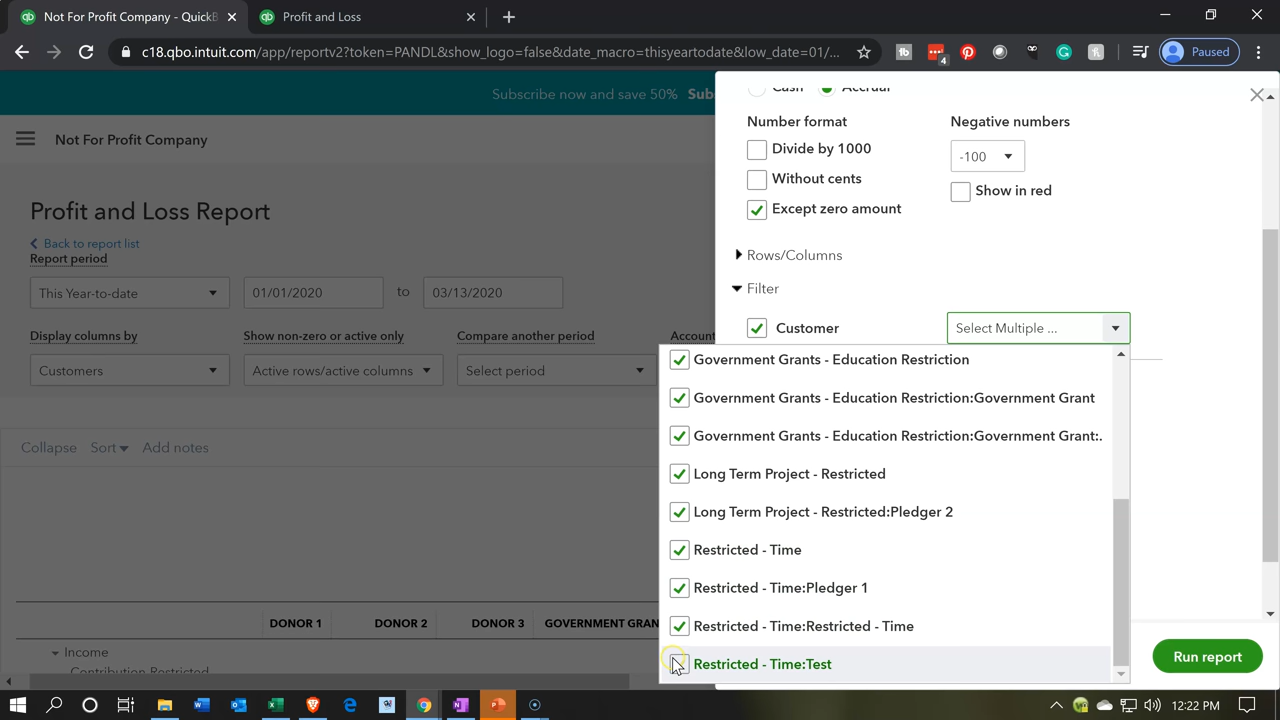 Not For Profit Company - QuickB
Profit and Loss
c18.qbo.intuit.com/app/reportv2?token=PANDL&show_logo=false&date_macro=thisyeartodate&low_date=01/...
4
Paused
Subscribe now and save 50% Sub
Not For Profit Company
Profit and Loss Report
Back to report list
Report period
This Year-to-date
01/01/2020
to
03/13/2020
Display columns by
Show non-zero or active only
Compare another period
Account
Customers
Active rows/active columns
Select period
Collapse
Sort
Add notes
DONOR 1
DONOR 2
DONOR 3
GOVERNMENT GRAN
Income
Contribution Restricted
Cash
Accrual
Number format
Negative numbers
Divide by 1000
-100
Without cents
Show in red
Except zero amount
Rows/Columns
Filter
Customer
Select Multiple ...
Government Grants - Education Restriction
Government Grants - Education Restriction:Government Grant
Government Grants - Education Restriction:Government Grant:.
Long Term Project - Restricted
Long Term Project - Restricted:Pledger 2
Restricted - Time
Restricted - Time:Pledger 1
Restricted - Time:Restricted - Time
Restricted - Time:Test
Run report
12:22 PM